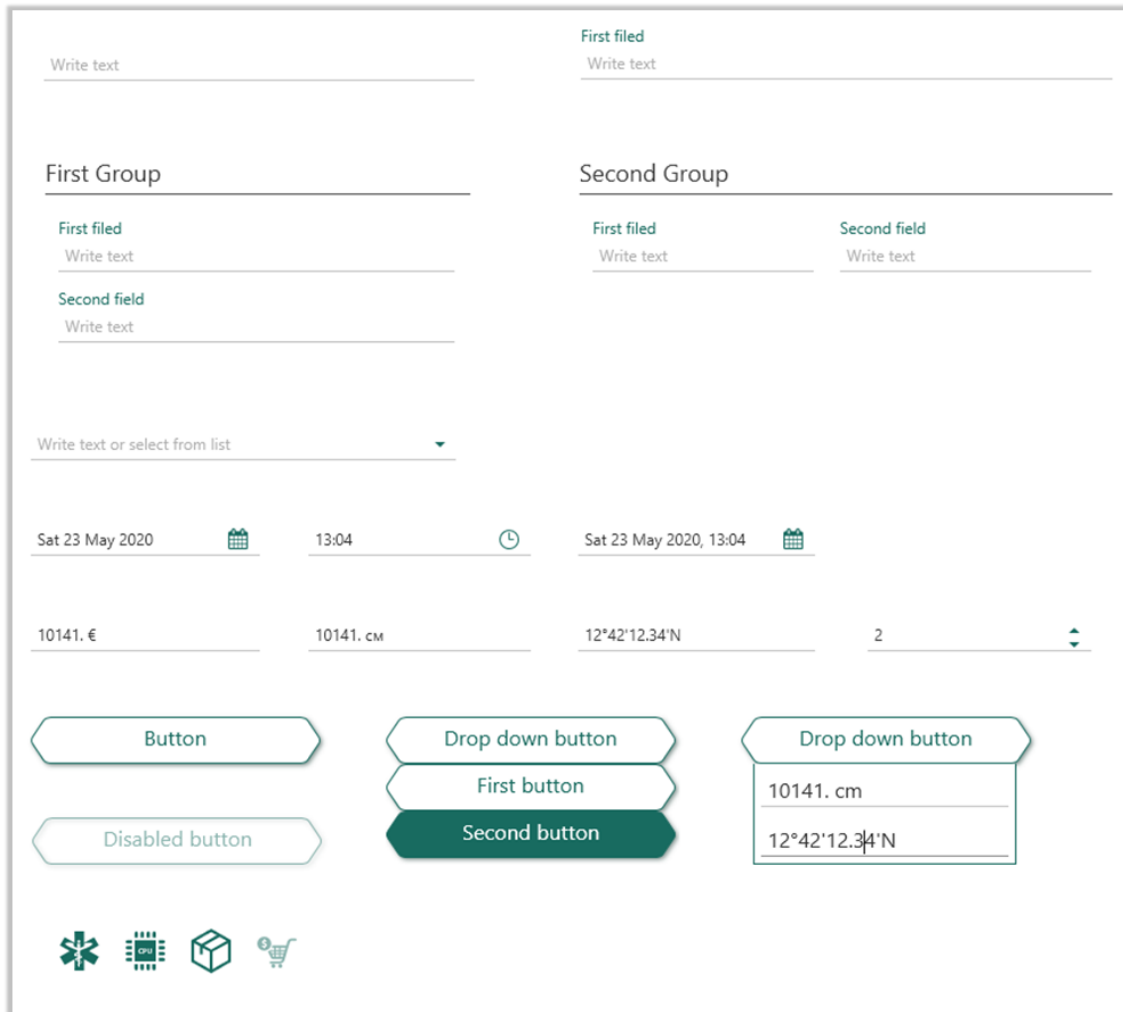 First filed
Write text
Write text
First Group
Second Group
First filed
First filed
Second field
Write text
Write text
Write text
Second field
Write text
Write text or select from list
Sat 23 May 2020
13:04
Sat 23 May 2020, 13:04
10141. €
10141. см
12°42'12.34'N
2
Button
Drop down button
Drop down button
First button
10141. cm
Second button
Disabled button
12°42'12.34'N
CPU
$